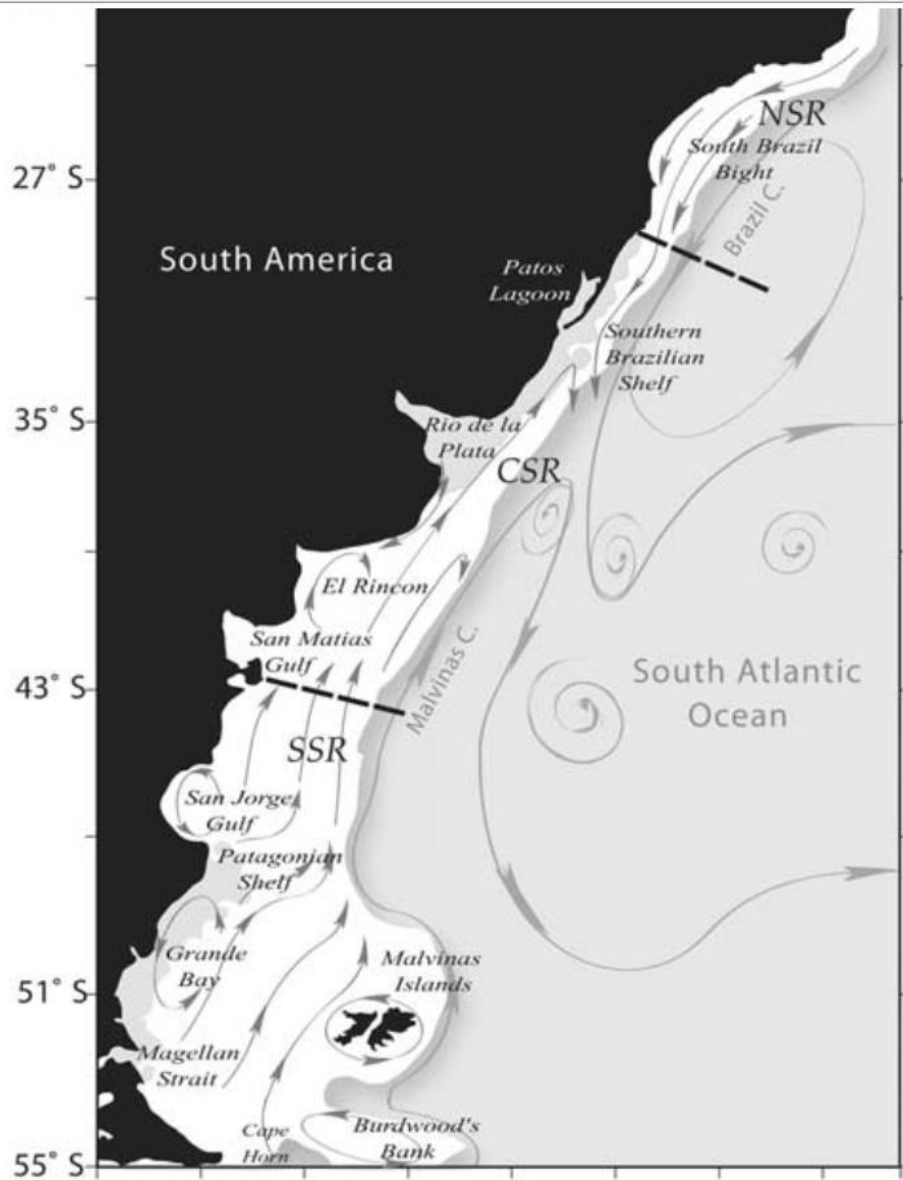 NSR
South Brazil
Bight
27° S
Brazil C.
South America
Patos
Lagoon
Southern
Brazilian
Shelf
35° S
Rio de la
Plata
CSR
El Rincon
San Matias
Gulf
Malvinas C.
South Atlantic
Ocean
43° S
SSR
San Jorge
Gulf
Patagonian
Shelf
Grande
Bay
Malvinas
Islands
51° S
Magellan
Strait
Cape
Horn
Burdwood's
Bank
55° S